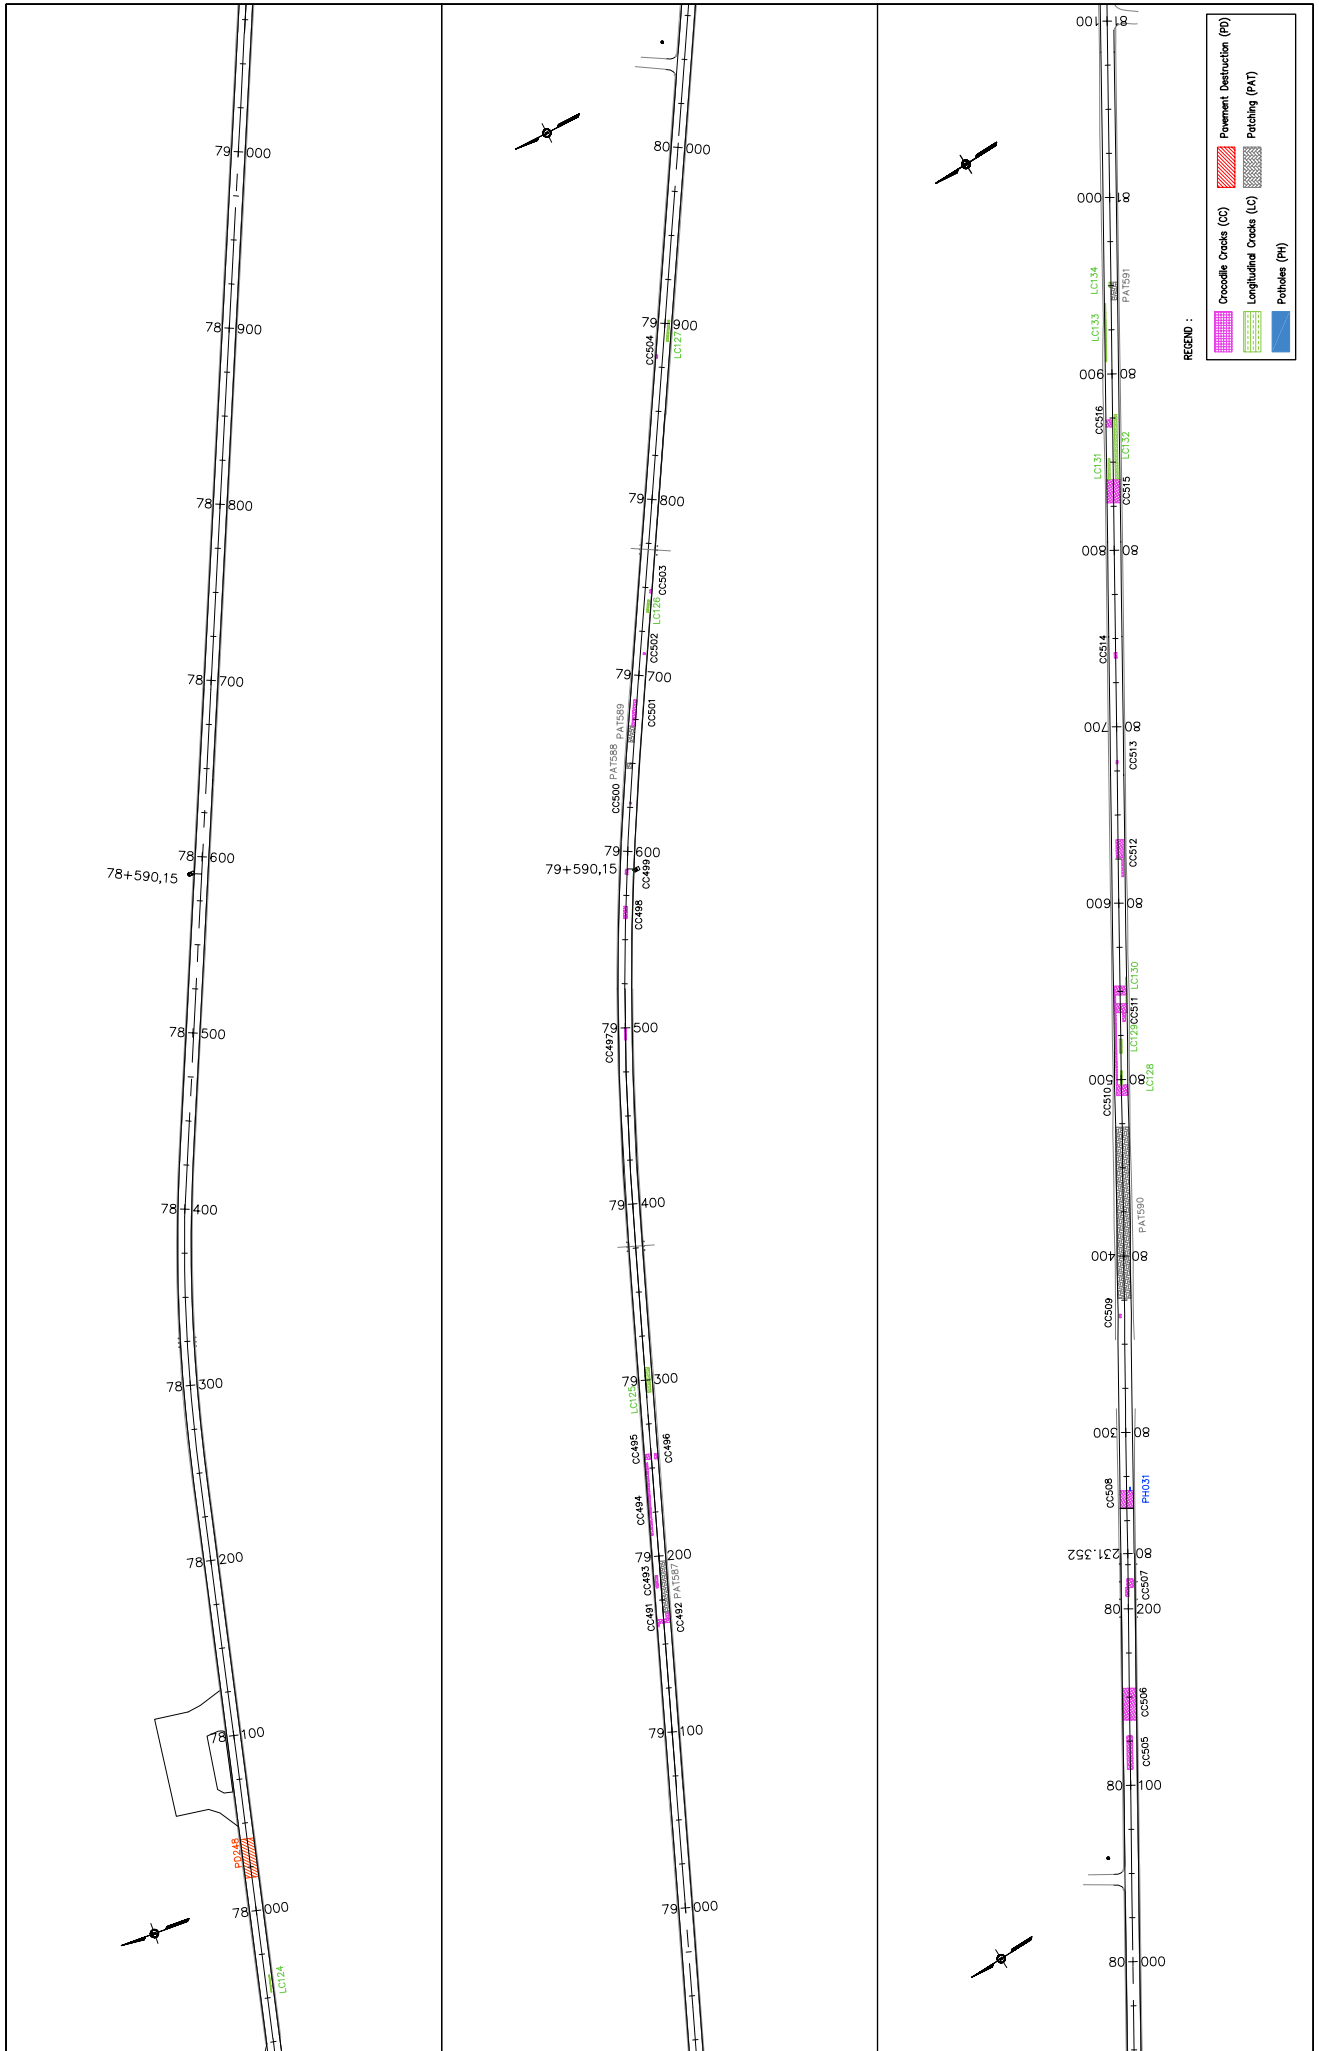 79 000
78 900
78 800
78 700
78 600
78+590,15
78 500
78 400
78 300
78 200
78 100
PD248
78 000
LC124
80 000
79 900
CC504
LC127
79 800
CC503
LC126
CC502
79 700
CC501
PAT589
PAT588
CC500
79 600
79+590,15
CC499
CC498
79 500
CC497
79 400
79 300
LC125
CC495
CC496
CC494
79 200
CC493
PAT587
CC491
CC492
79 100
79 000
81 100
81 000
LC134
PAT591
LC133
80 900
CC516
LC132
LC131
CC515
80 800
CC514
80 700
CC513
CC512
80 600
LC130
CC511
LC129
LC128
80 500
CC510
PAT590
80 400
CC509
80 300
CC508
PH031
80 231.352
CC507
80 200
CC506
CC505
80 100
80 000
REGEND :
Crocodile Cracks (CC)
Pavement Destruction (PD)
Longitudinal Cracks (LC)
Patching (PAT)
Potholes (PH)